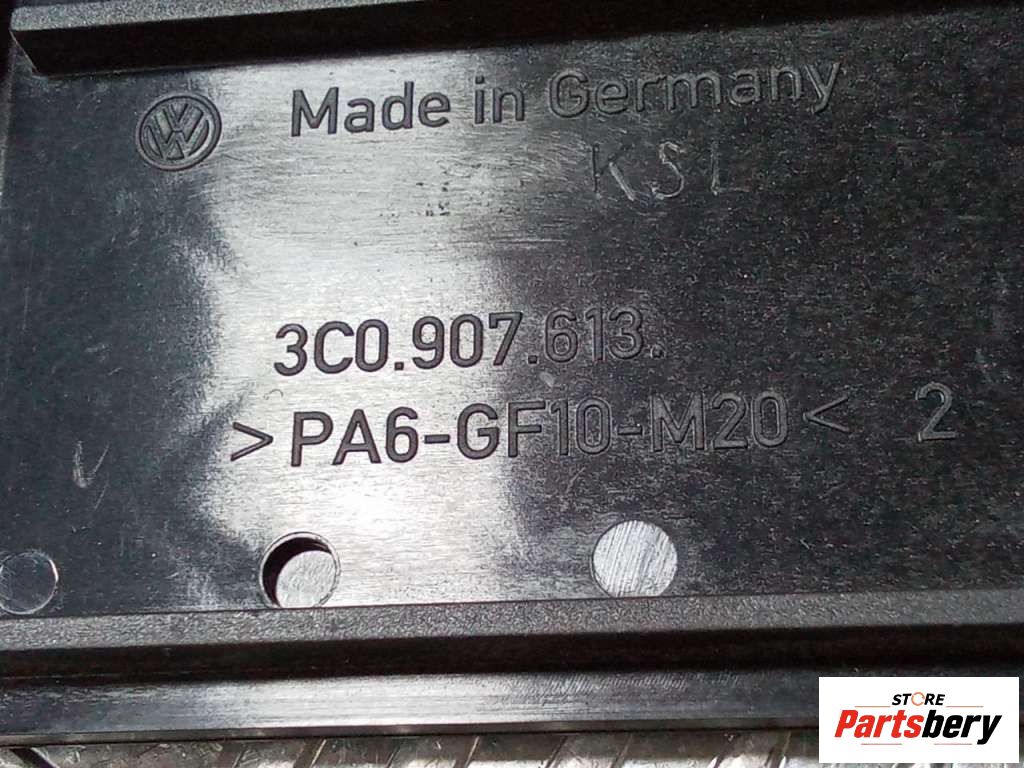 Made in Germany
KSL
3C0.907.613.
>PA6-GF10-M20< 2
STORE
Partsbery